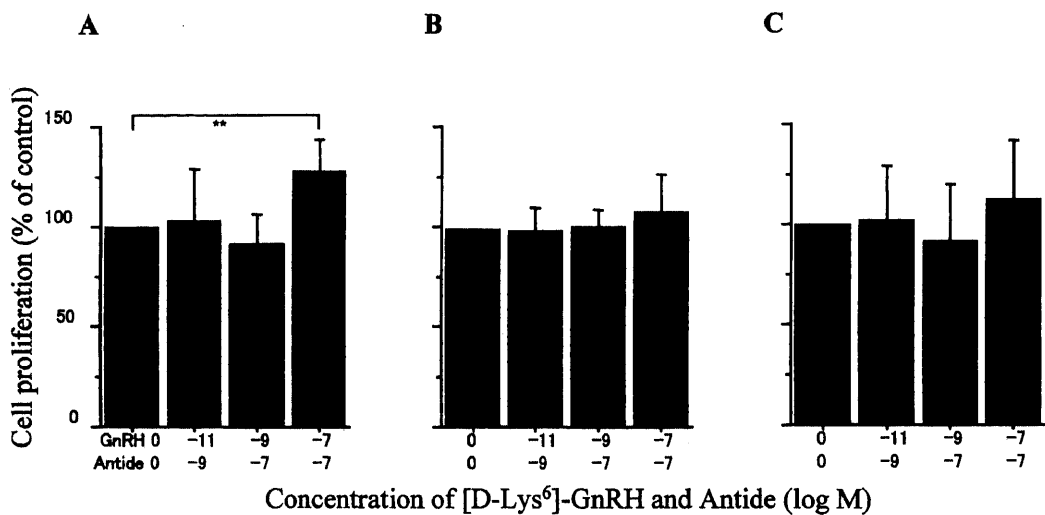 A B C
Cell proliferation (% of control)
150
**
100
50
0
GnRH 0 −11 −9 −7
Antide 0 −9 −7 −7
0 −11 −9 −7
0 −9 −7 −7
0 −11 −9 −7
0 −9 −7 −7
Concentration of [D-Lys⁶]-GnRH and Antide (log M)